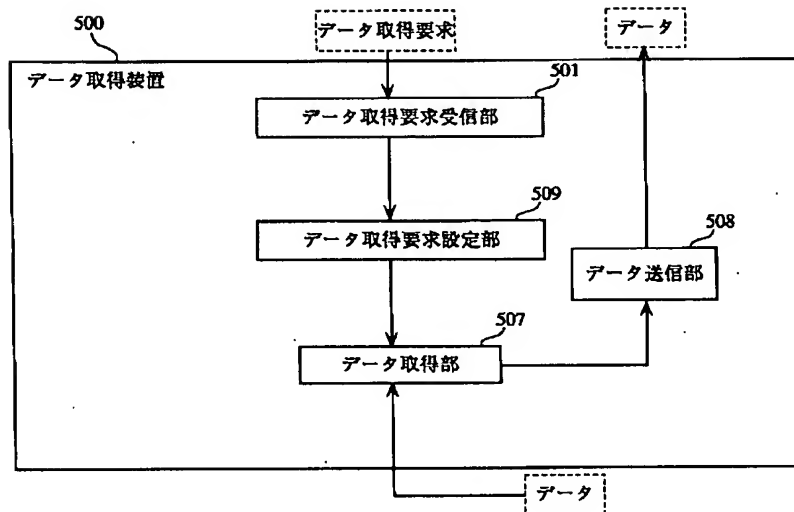 データ取得要求
データ
500
データ取得装置
501
データ取得要求受信部
509
データ取得要求設定部
508
データ送信部
507
データ取得部
データ